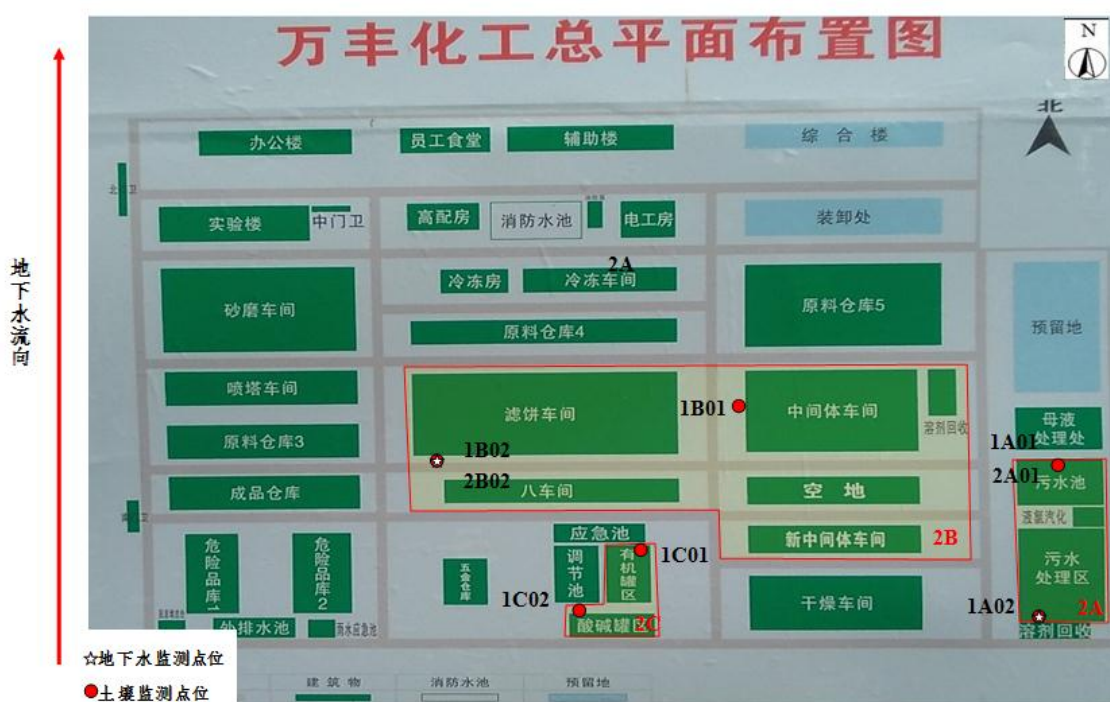 万丰化工总平面布置图
N
北
地下水流向
办公楼
员工食堂
辅助楼
综合楼
实验楼
中门卫
高配房
消防水池
电工房
装卸处
2A
冷冻房
冷冻车间
砂磨车间
原料仓库5
预留地
原料仓库4
喷塔车间
滤饼车间
1B01
中间体车间
溶剂回收
母液处理处
原料仓库3
1B02
1A01
2A01
污水池
2B02
成品仓库
八车间
空地
液氯汽化
应急池
新中间体车间
2B
危险品库1
危险品库2
五金仓库
调节池
有机罐区
1C01
污水处理区
1C02
干燥车间
1A02
2A
外排水池
雨水应急池
酸碱罐区
2C
溶剂回收
地下水监测点位
土壤监测点位
建筑物
消防水池
预留地